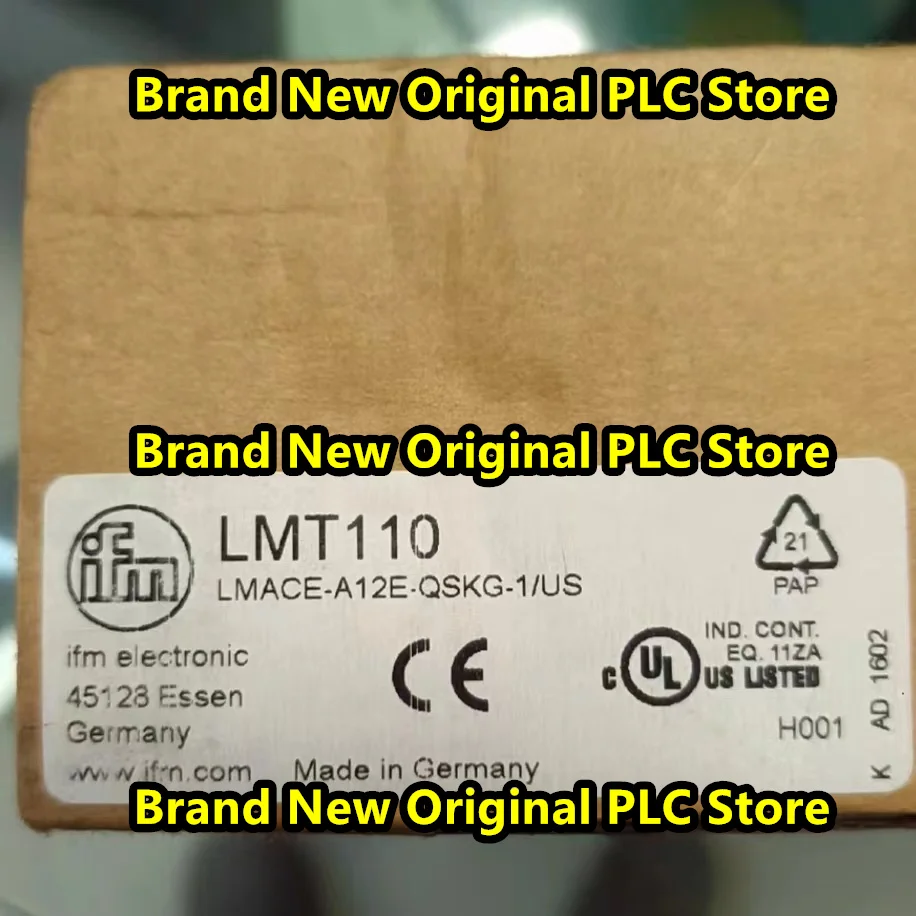 Brand New Original PLC Store
Brand New Original PLC Store
ifm
LMT110
LMACE-A12E-QSKG-1/US
21
PAP
ifm electronic
45128 Essen
Germany
www.ifm.com
Made in Germany
CE
c UL US LISTED
IND. CONT.
EQ. 11ZA
H001
K AD 1602
Brand New Original PLC Store